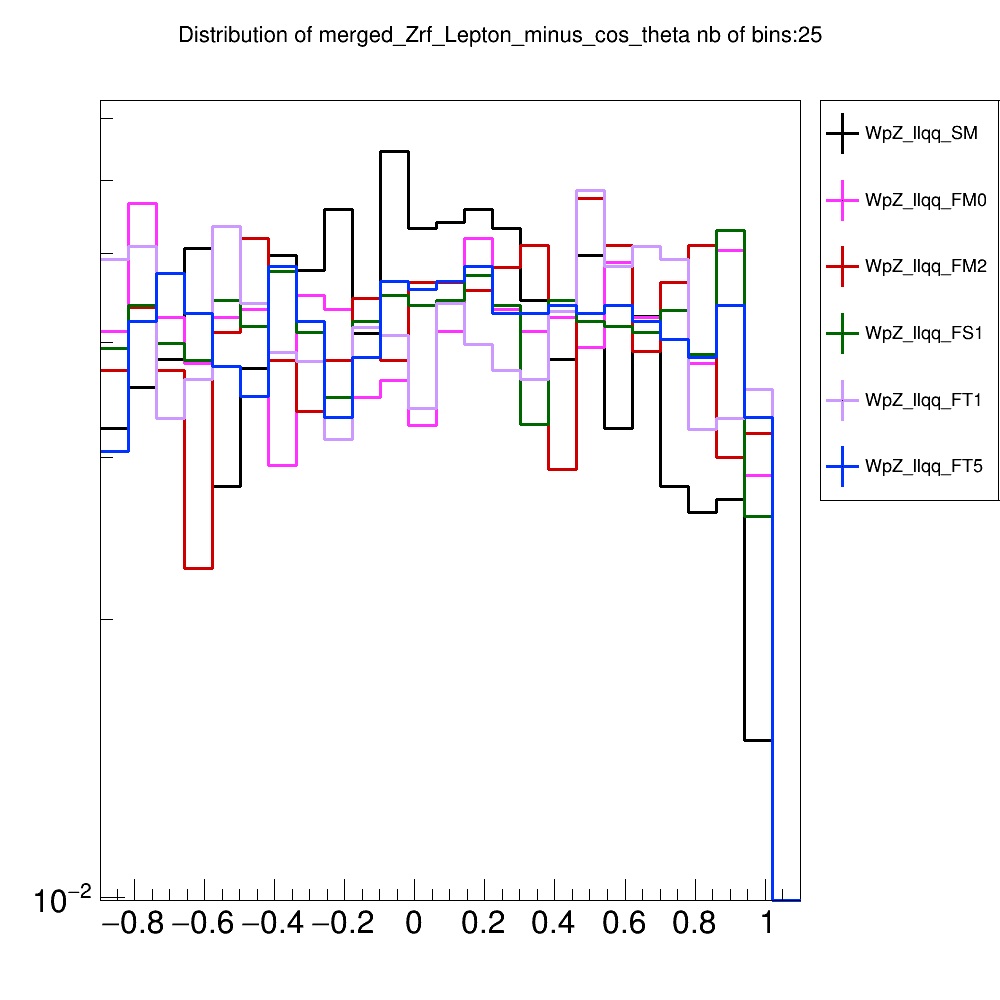 Distribution of merged_Zrf_Lepton_minus_cos_theta nb of bins:25
WpZ_llqq_SM
WpZ_llqq_FM0
WpZ_llqq_FM2
WpZ_llqq_FS1
WpZ_llqq_FT1
WpZ_llqq_FT5
10⁻²
−0.8 −0.6 −0.4 −0.2 0 0.2 0.4 0.6 0.8 1